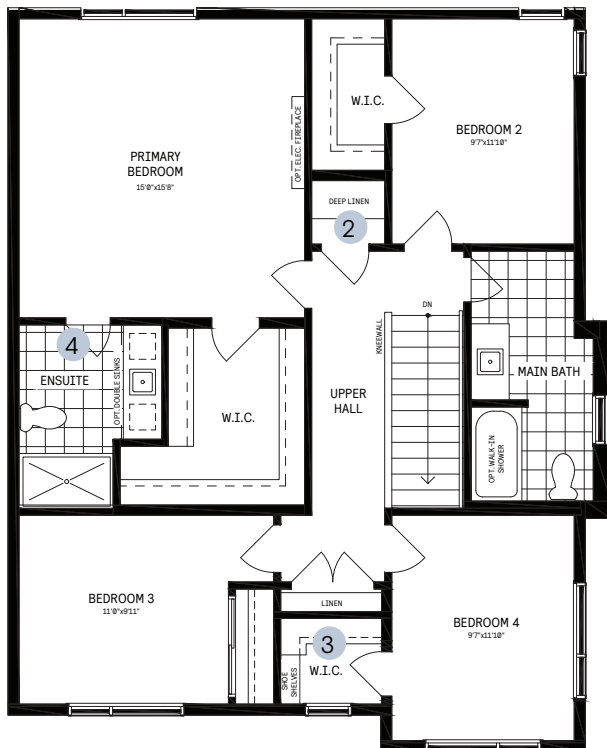 W.I.C.
BEDROOM 2
9'7"x11'10"
PRIMARY
BEDROOM
15'0"x15'8"
OPT. ELEC. FIREPLACE
DEEP LINEN
2
DN
KNEEWALL
4
ENSUITE
OPT. DOUBLE SINKS
W.I.C.
UPPER
HALL
MAIN BATH
OPT. WALK-IN
SHOWER
BEDROOM 3
11'0"x9'11"
LINEN
BEDROOM 4
9'7"x11'10"
3
W.I.C.
SHOE
SHELVES